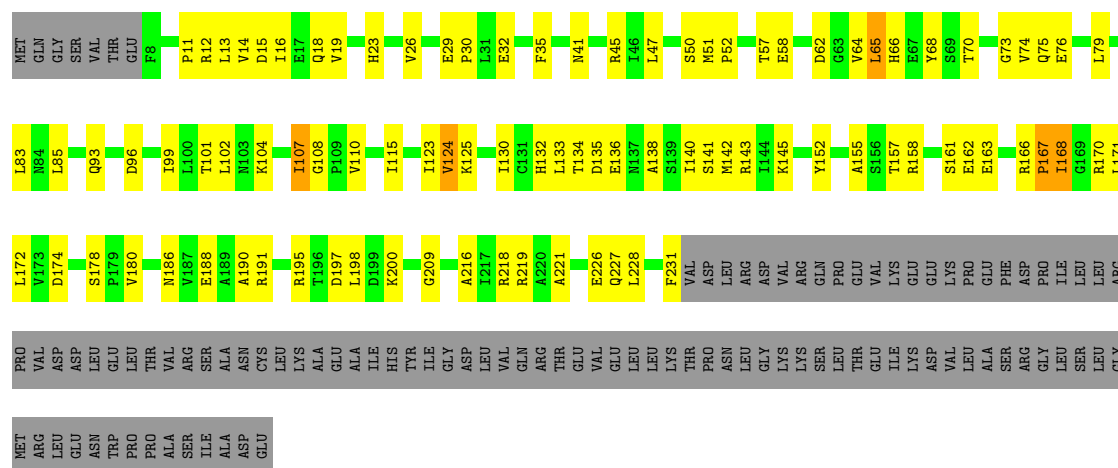 MET GLN GLY SER VAL THR GLU F8 P11 R12 L13 V14 D15 I16 E17 Q18 V19 H23 V26 E29 P30 L31 E32 F35 N41 R45 I46 L47 S50 M51 P52 T57 E58 D62 G63 V64 L65 H66 E67 Y68 S69 T70 G73 V74 Q75 E76 L79
L83 N84 L85 Q93 D96 I99 L100 T101 L102 N103 K104 I107 G108 P109 V110 I115 I123 V124 K125 I130 C131 H132 L133 T134 D135 E136 N137 A138 S139 I140 S141 M142 R143 I144 K145 Y152 A155 S156 T157 R158 S161 E162 E163 R166 P167 I168 G169 R170 L171
L172 V173 D174 S178 P179 V180 N186 V187 E188 A189 A190 R191 R195 T196 D197 L198 D199 K200 G209 A216 I217 R218 R219 A220 A221 E226 Q227 L228 F231 VAL ASP LEU ARG ASP VAL ARG GLN PRO GLU VAL LYS GLU GLU LYS PRO GLU PHE ASP PRO ILE LEU LEU ARG
PRO VAL ASP ASP LEU GLU LEU THR VAL ARG SER ALA ASN CYS LEU LYS ALA GLU ALA ILE HIS TYR ILE GLY ASP LEU VAL GLN ARG THR GLU VAL GLU LEU LEU LYS THR PRO ASN LEU GLY LYS LYS SER LEU THR GLU ILE LYS ASP VAL LEU ALA SER ARG GLY LEU SER LEU GLY
MET ARG LEU GLU ASN TRP PRO PRO ALA SER ILE ALA ASP GLU